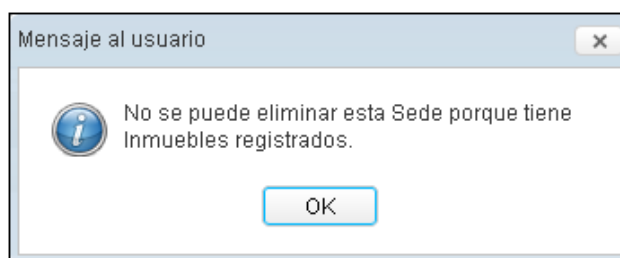 Mensaje al usuario
No se puede eliminar esta Sede porque tiene
Inmuebles registrados.
OK